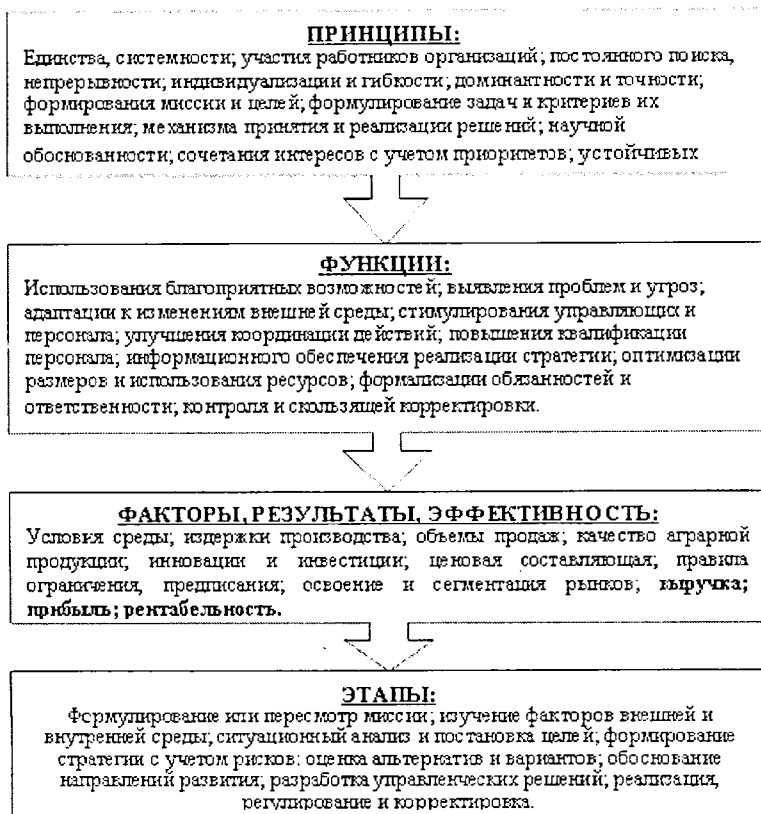 ПРИНЦИПЫ:
Единства, системности; участия работников организаций; постоянного поиска,
непрерывности; индивидуализации и гибкости; доминантности и точности;
формирования миссии и целей; формулирование задач и критериев их
выполнения; механизма принятия и реализации решений; научной
обоснованности; сочетания интересов с учетом приоритетов; устойчивых
ФУНКЦИИ:
Использования благоприятных возможностей; выявления проблем и угроз;
адаптации к изменениям внешней среды; стимулирования управляющих и
персонала; улучшения координации действий; повышения квалификации
персонала; информационного обеспечения реализации стратегии; оптимизации
размеров и использования ресурсов; формализации обязанностей и
ответственности; контроля и скользящей корректировки.
ФАКТОРЫ, РЕЗУЛЬТАТЫ, ЭФФЕКТИВНОСТЬ:
Условия среды; издержки производства; объемы продаж; качество аграрной
продукции; инновации и инвестиции; ценовая составляющая; правила
ограничения, предписания; освоение и сегментация рынков; выручка;
прибыль; рентабельность.
ЭТАПЫ:
Формулирование или пересмотр миссии; изучение факторов внешней и
внутренней среды; ситуационный анализ и постановка целей; формирование
стратегии с учетом рисков: оценка альтернатив и вариантов; обоснование
направлений развития; разработка управленческих решений; реализация,
регулирование и корректировка.